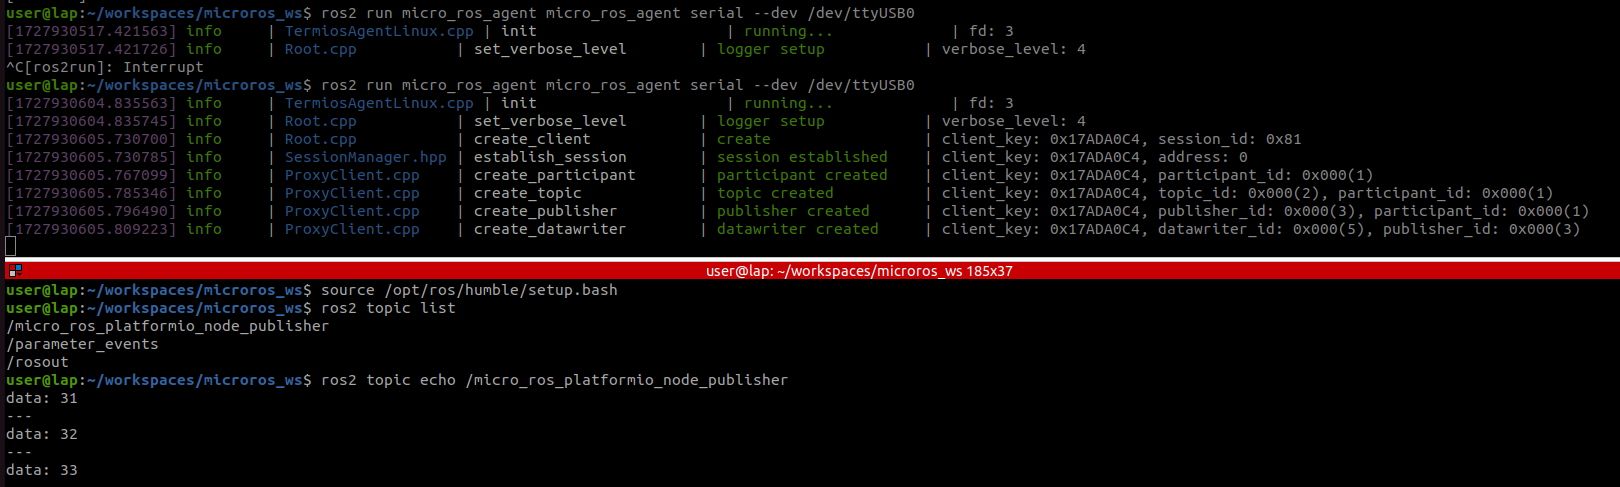 user@lap:~/workspaces/microros_ws$ ros2 run micro_ros_agent micro_ros_agent serial --dev /dev/ttyUSB0
[1727930517.421563] info     | TermiosAgentLinux.cpp | init                     | running...             | fd: 3
[1727930517.421726] info     | Root.cpp           | set_verbose_level        | logger setup           | verbose_level: 4
^C[ros2run]: Interrupt
user@lap:~/workspaces/microros_ws$ ros2 run micro_ros_agent micro_ros_agent serial --dev /dev/ttyUSB0
[1727930604.835563] info     | TermiosAgentLinux.cpp | init                     | running...             | fd: 3
[1727930604.835745] info     | Root.cpp           | set_verbose_level        | logger setup           | verbose_level: 4
[1727930605.730700] info     | Root.cpp           | create_client            | create                 | client_key: 0x17ADA0C4, session_id: 0x81
[1727930605.730785] info     | SessionManager.hpp | establish_session        | session established    | client_key: 0x17ADA0C4, address: 0
[1727930605.767099] info     | ProxyClient.cpp    | create_participant       | participant created    | client_key: 0x17ADA0C4, participant_id: 0x000(1)
[1727930605.785346] info     | ProxyClient.cpp    | create_topic             | topic created          | client_key: 0x17ADA0C4, topic_id: 0x000(2), participant_id: 0x000(1)
[1727930605.796490] info     | ProxyClient.cpp    | create_publisher         | publisher created      | client_key: 0x17ADA0C4, publisher_id: 0x000(3), participant_id: 0x000(1)
[1727930605.809223] info     | ProxyClient.cpp    | create_datawriter        | datawriter created     | client_key: 0x17ADA0C4, datawriter_id: 0x000(5), publisher_id: 0x000(3)
user@lap: ~/workspaces/microros_ws 185x37
user@lap:~/workspaces/microros_ws$ source /opt/ros/humble/setup.bash
user@lap:~/workspaces/microros_ws$ ros2 topic list
/micro_ros_platformio_node_publisher
/parameter_events
/rosout
user@lap:~/workspaces/microros_ws$ ros2 topic echo /micro_ros_platformio_node_publisher
data: 31
---
data: 32
---
data: 33